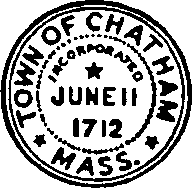 TOWN OF CHATHAM
MASS.
INCORPORATED
JUNE 11
1712